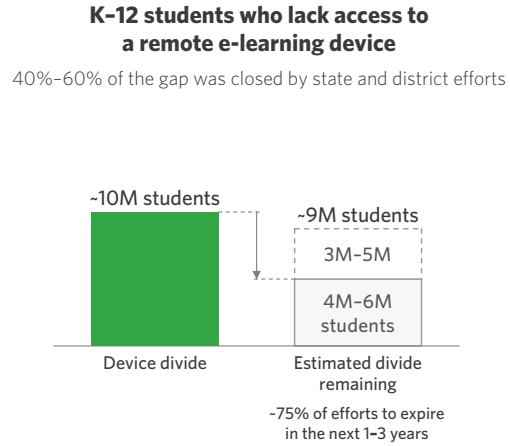 K–12 students who lack access to
a remote e-learning device
40%–60% of the gap was closed by state and district efforts
~10M students
~9M students
3M–5M
4M–6M
students
Device divide
Estimated divide
remaining
~75% of efforts to expire
in the next 1–3 years